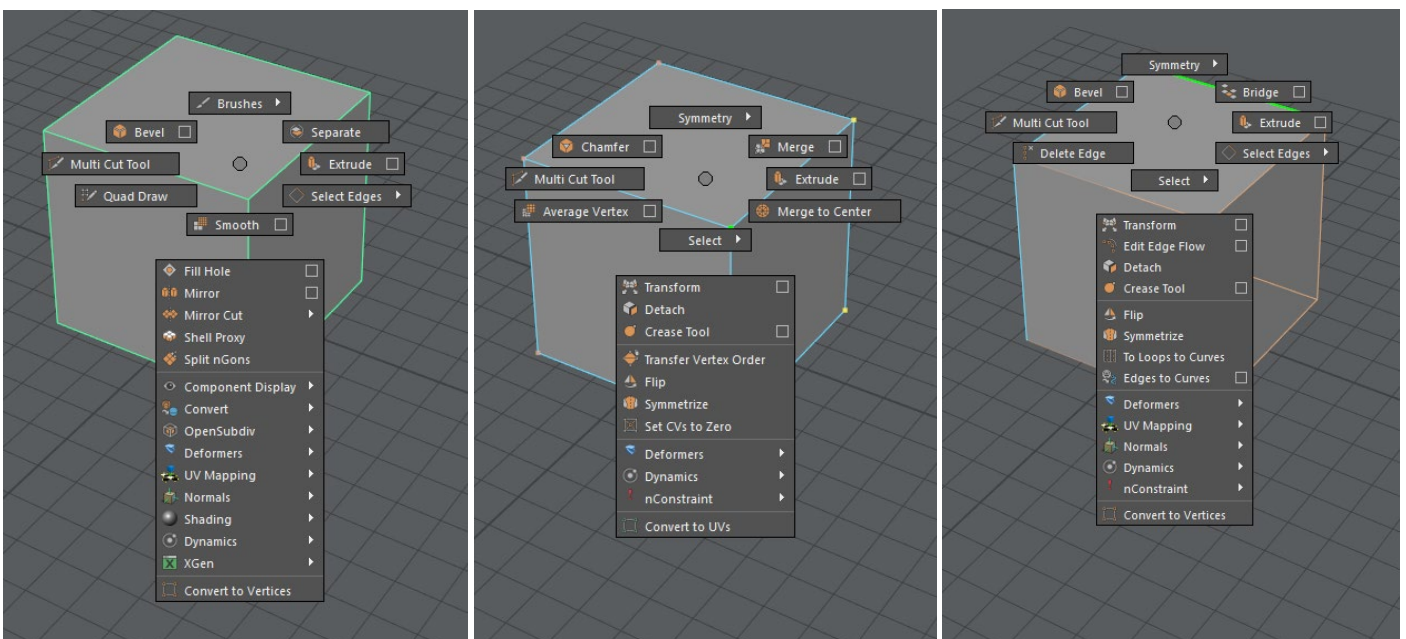 Brushes
Bevel
Separate
Multi Cut Tool
Extrude
Quad Draw
Select Edges
Smooth
Fill Hole
Mirror
Mirror Cut
Shell Proxy
Split nGons
Component Display
Convert
OpenSubdiv
Deformers
UV Mapping
Normals
Shading
Dynamics
XGen
Convert to Vertices
Symmetry
Chamfer
Merge
Multi Cut Tool
Extrude
Average Vertex
Merge to Center
Select
Transform
Detach
Crease Tool
Transfer Vertex Order
Flip
Symmetrize
Set CVs to Zero
Deformers
Dynamics
nConstraint
Convert to UVs
Symmetry
Bevel
Bridge
Multi Cut Tool
Extrude
Delete Edge
Select Edges
Select
Transform
Edit Edge Flow
Detach
Crease Tool
Flip
Symmetrize
To Loops to Curves
Edges to Curves
Deformers
UV Mapping
Normals
Dynamics
nConstraint
Convert to Vertices